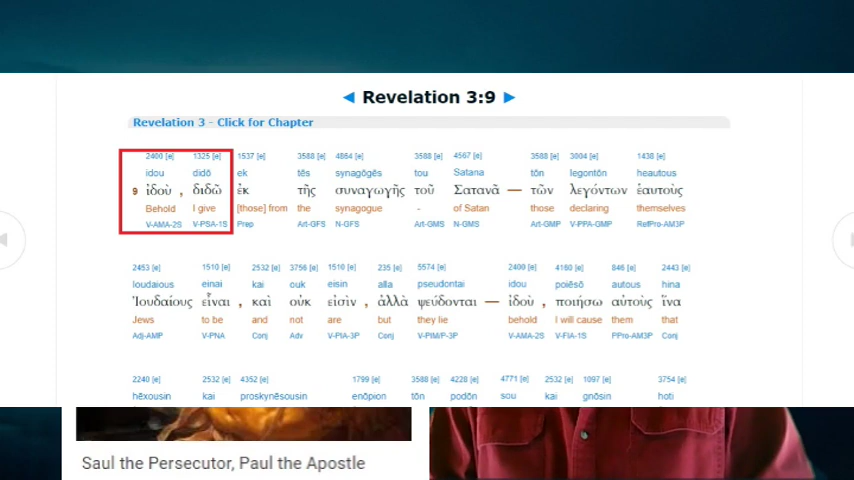 ◄ Revelation 3:9 ►
Revelation 3 - Click for Chapter
2400 [e] 1325 [e] 1537 [e] 3588 [e] 4864 [e] 3588 [e] 4567 [e] 3588 [e] 3004 [e] 1438 [e]
idou didō ek tēs synagōgēs tou Satana tōn legontōn heautous
9 ἰδοὺ , διδῶ ἐκ τῆς συναγωγῆς τοῦ Σατανᾶ — τῶν λεγόντων ἑαυτοὺς
Behold I give [those] from the synagogue - of Satan those declaring themselves
V-AMA-2S V-PSA-1S Prep Art-GFS N-GFS Art-GMS N-GMS Art-GMP V-PPA-GMP RefPro-AM3P
2453 [e] 1510 [e] 2532 [e] 3756 [e] 1510 [e] 235 [e] 5574 [e] 2400 [e] 4160 [e] 846 [e] 2443 [e]
Ioudaious einai kai ouk eisin alla pseudontai idou poiēsō autous hina
Ἰουδαίους εἶναι , καὶ οὐκ εἰσὶν , ἀλλὰ ψεύδονται — ἰδοὺ , ποιήσω αὐτοὺς ἵνα
Jews to be and not are but they lie behold I will cause them that
Adj-AMP V-PNA Conj Adv V-PIA-3P Conj V-PIM/P-3P V-AMA-2S V-FIA-1S PPro-AM3P Conj
2240 [e] 2532 [e] 4352 [e] 1799 [e] 3588 [e] 4228 [e] 4771 [e] 2532 [e] 1097 [e] 3754 [e]
hēxousin kai proskynēsousin enōpion tōn podōn sou kai gnōsin hoti
Saul the Persecutor, Paul the Apostle